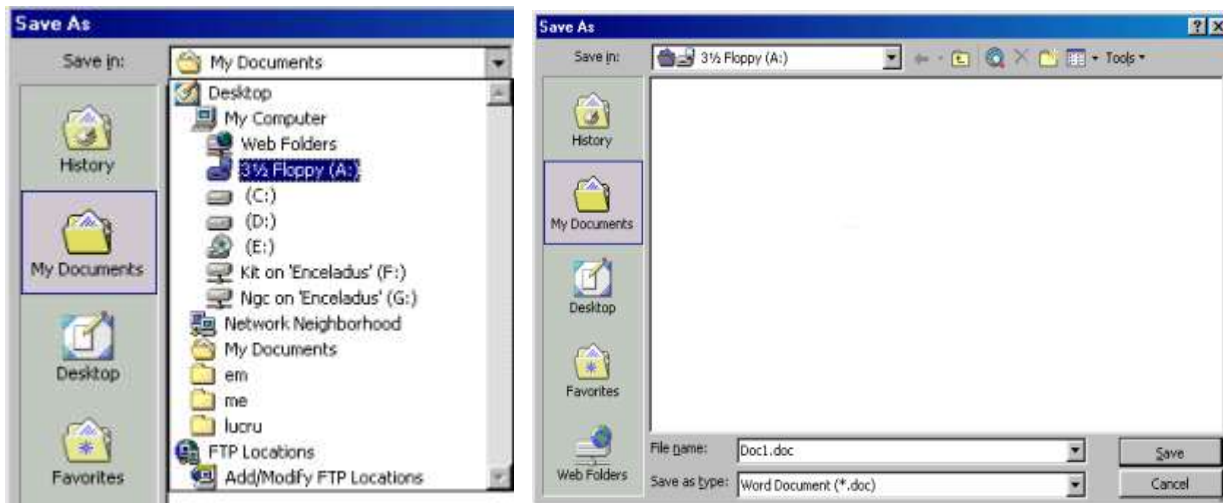 Save As
Save in:
My Documents
Desktop
My Computer
Web Folders
3½ Floppy (A:)
(C:)
(D:)
(E:)
Kit on 'Enceladus' (F:)
Ngc on 'Enceladus' (G:)
Network Neighborhood
My Documents
em
me
lucru
FTP Locations
Add/Modify FTP Locations
History
My Documents
Desktop
Favorites
Save As
Save in:
3½ Floppy (A:)
Tools
History
My Documents
Desktop
Favorites
Web Folders
File name:
Doc1.doc
Save
Save as type:
Word Document (*.doc)
Cancel